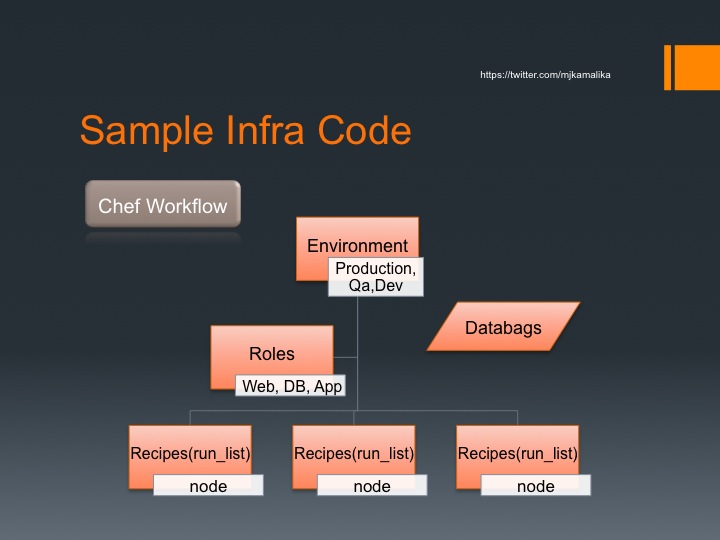 https://twitter.com/mjkamalika
Sample Infra Code
Chef Workflow
Environment
Production,
Qa,Dev
Databags
Roles
Web, DB, App
Recipes(run_list)
node
Recipes(run_list)
node
Recipes(run_list)
node